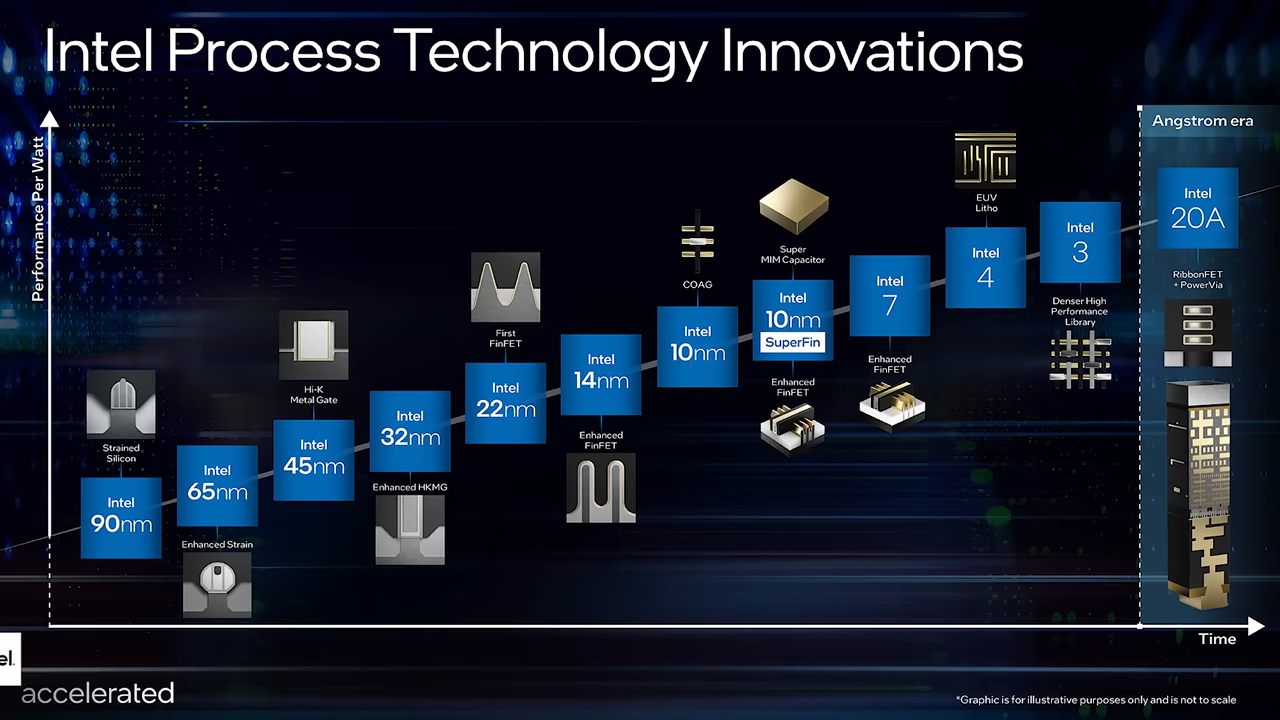 Intel Process Technology Innovations
Performance Per Watt
Angstrom era
Strained
Silicon
Intel
90nm
Intel
65nm
Enhanced Strain
Hi-K
Metal Gate
Intel
45nm
Intel
32nm
Enhanced HKMG
First
FinFET
Intel
22nm
Intel
14nm
Enhanced
FinFET
COAG
Intel
10nm
Super
MIM Capacitor
Intel
10nm
SuperFin
Enhanced
FinFET
Intel
7
Enhanced
FinFET
EUV
Litho
Intel
4
Intel
3
Denser High
Performance
Library
Intel
20A
RibbonFET
+ PowerVia
Time
el.
accelerated
*Graphic is for illustrative purposes only and is not to scale